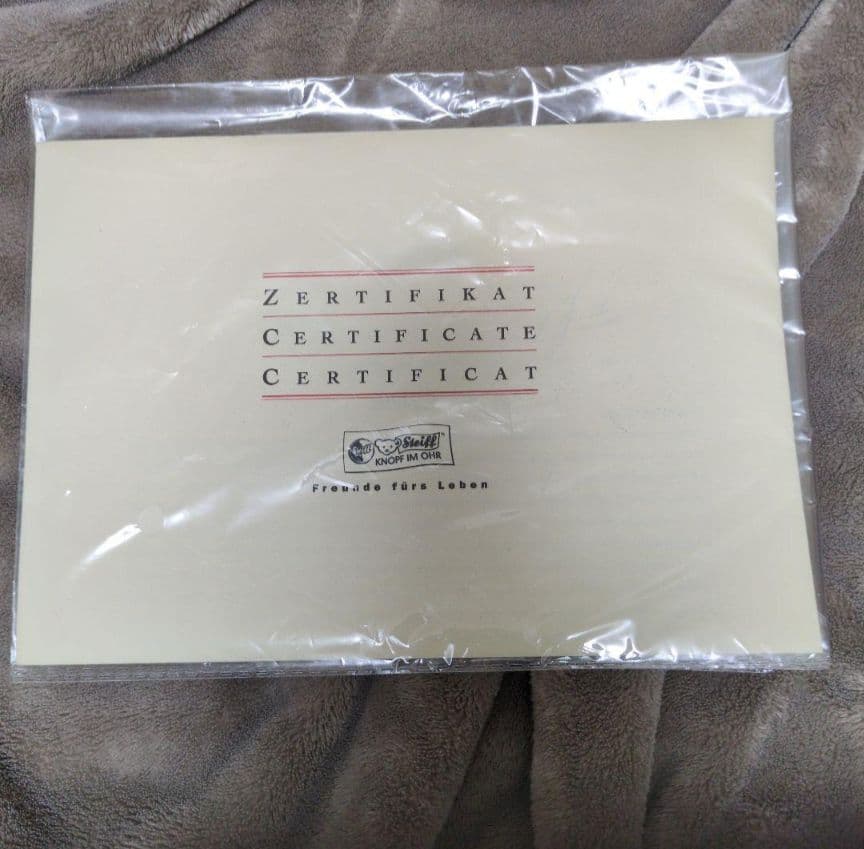 ZERTIFIKAT
CERTIFICATE
CERTIFICAT
Steiff
KNOPF IM OHR
Freunde fürs Leben